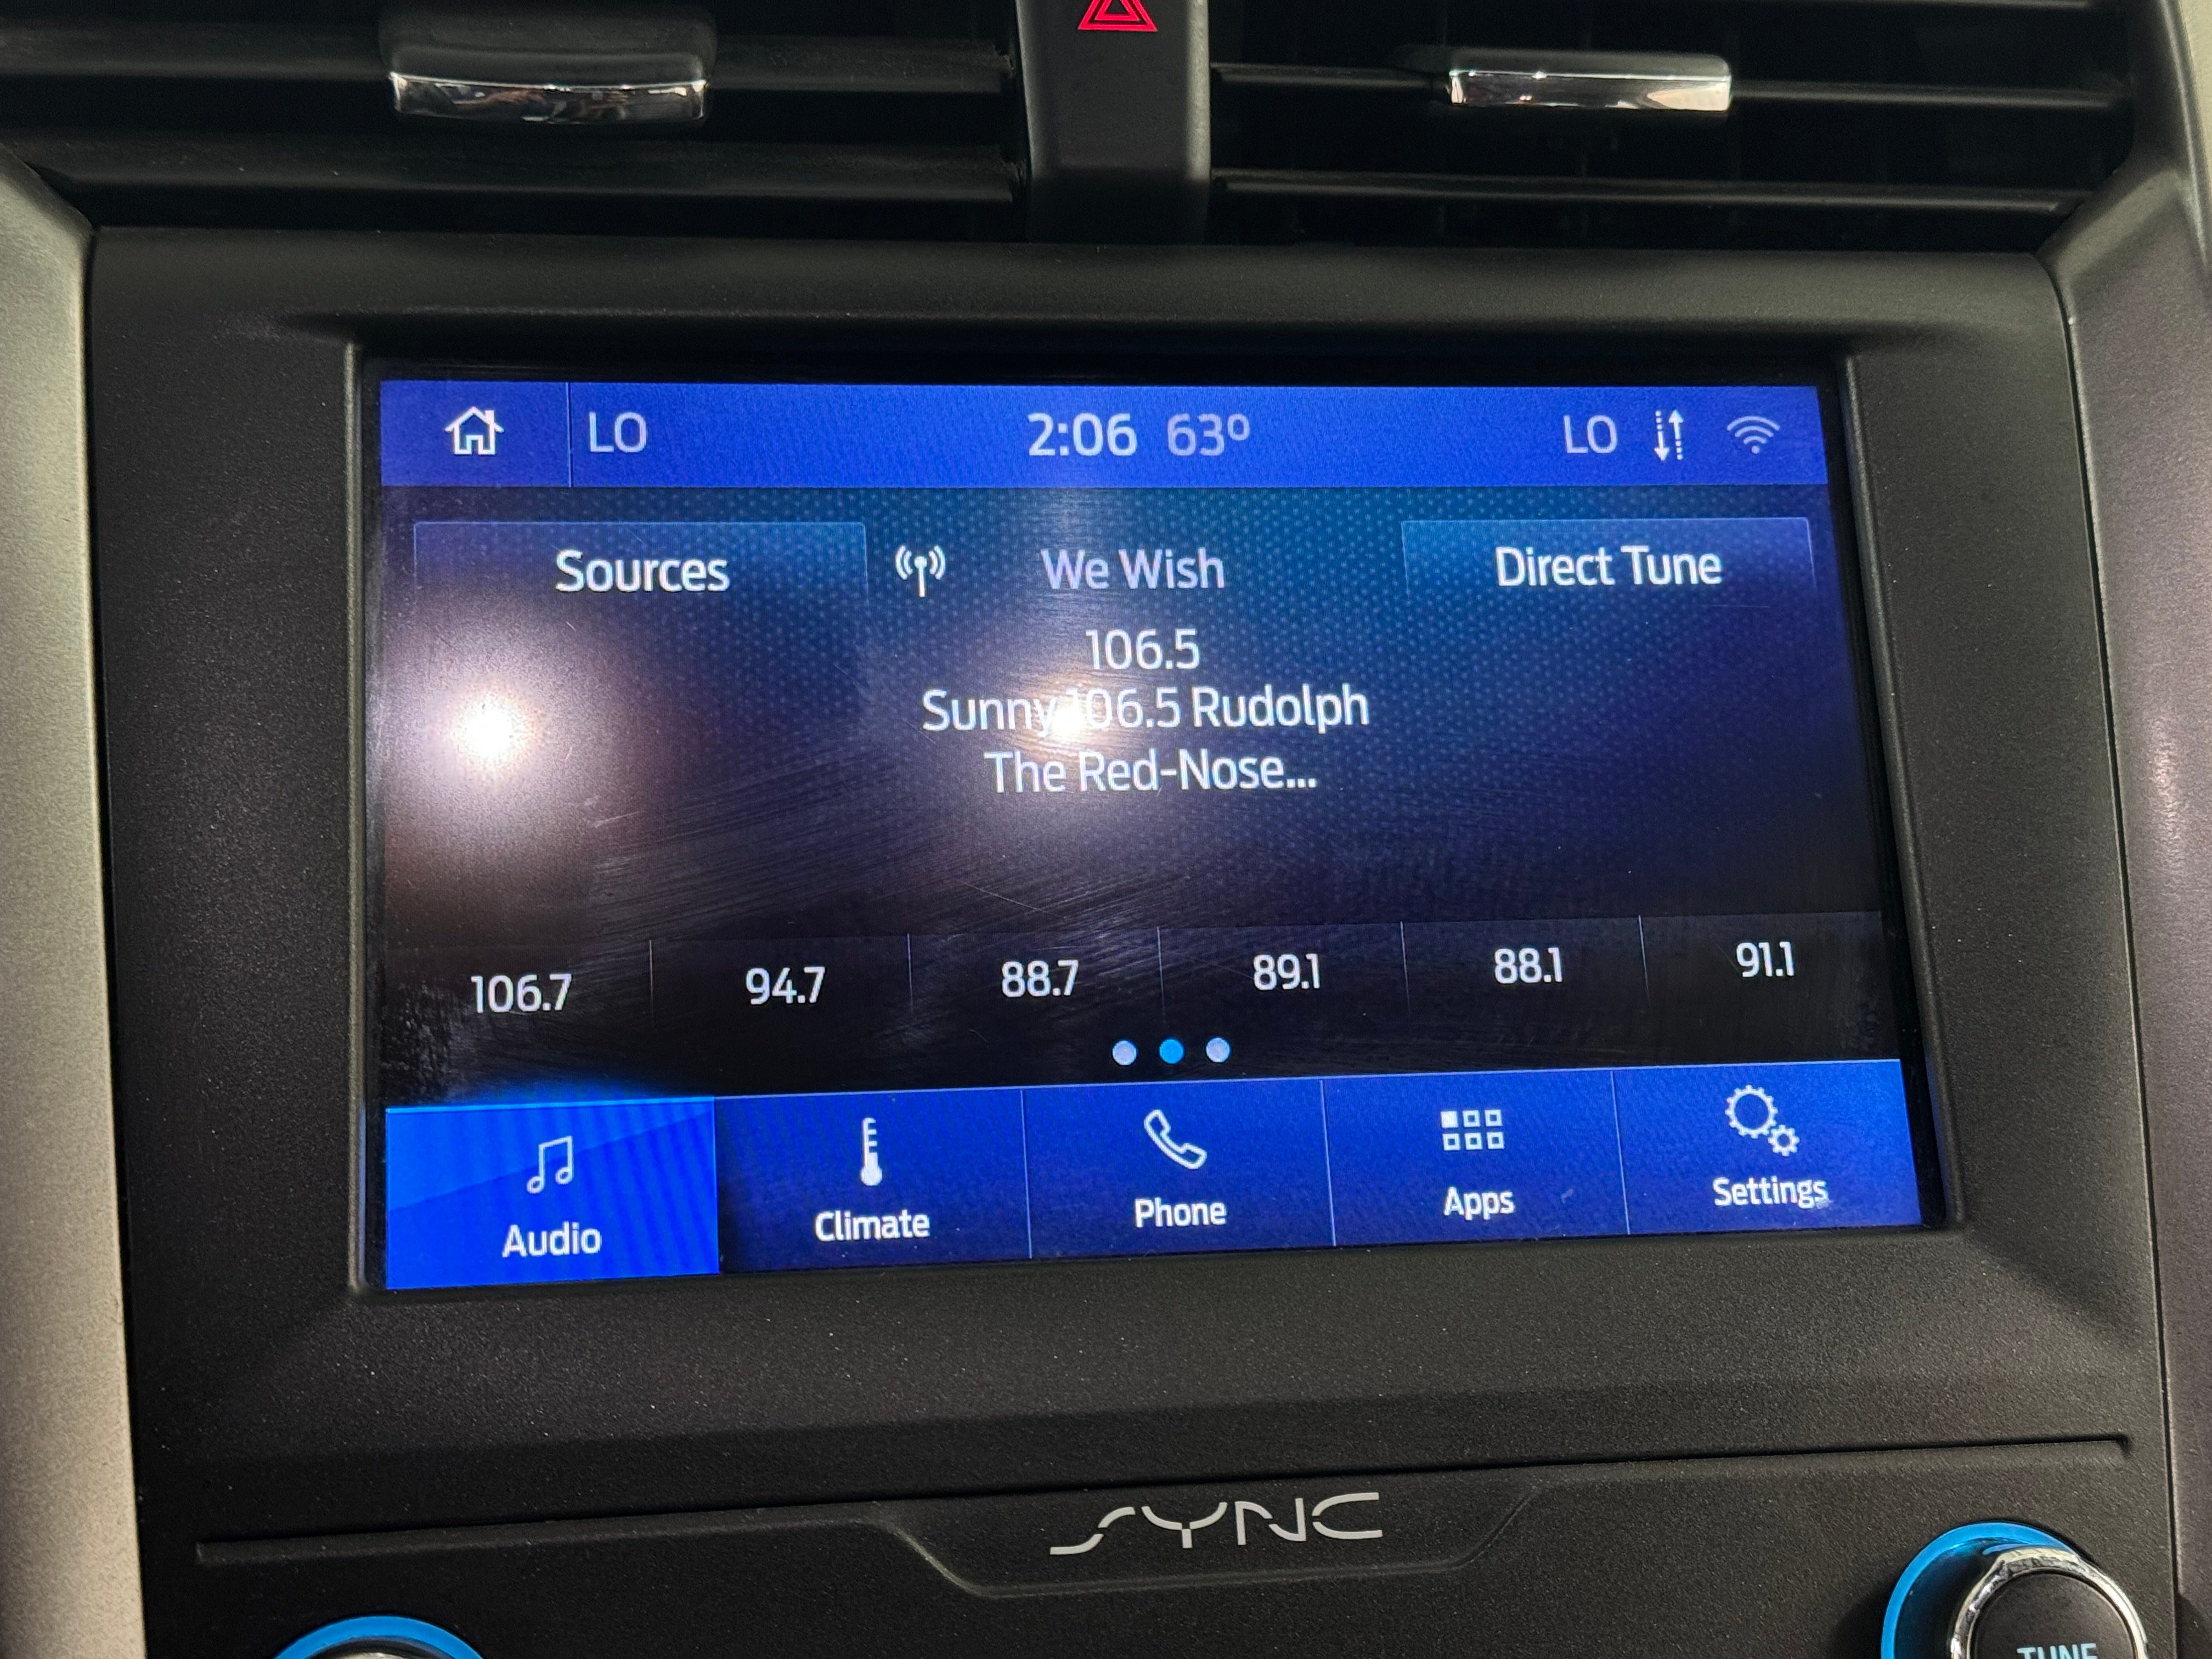 LO 2:06 63° LO
Sources We Wish Direct Tune
106.5
Sunny 106.5 Rudolph
The Red-Nose...
106.7 94.7 88.7 89.1 88.1 91.1
Audio Climate Phone Apps Settings
SYNC
TUNE